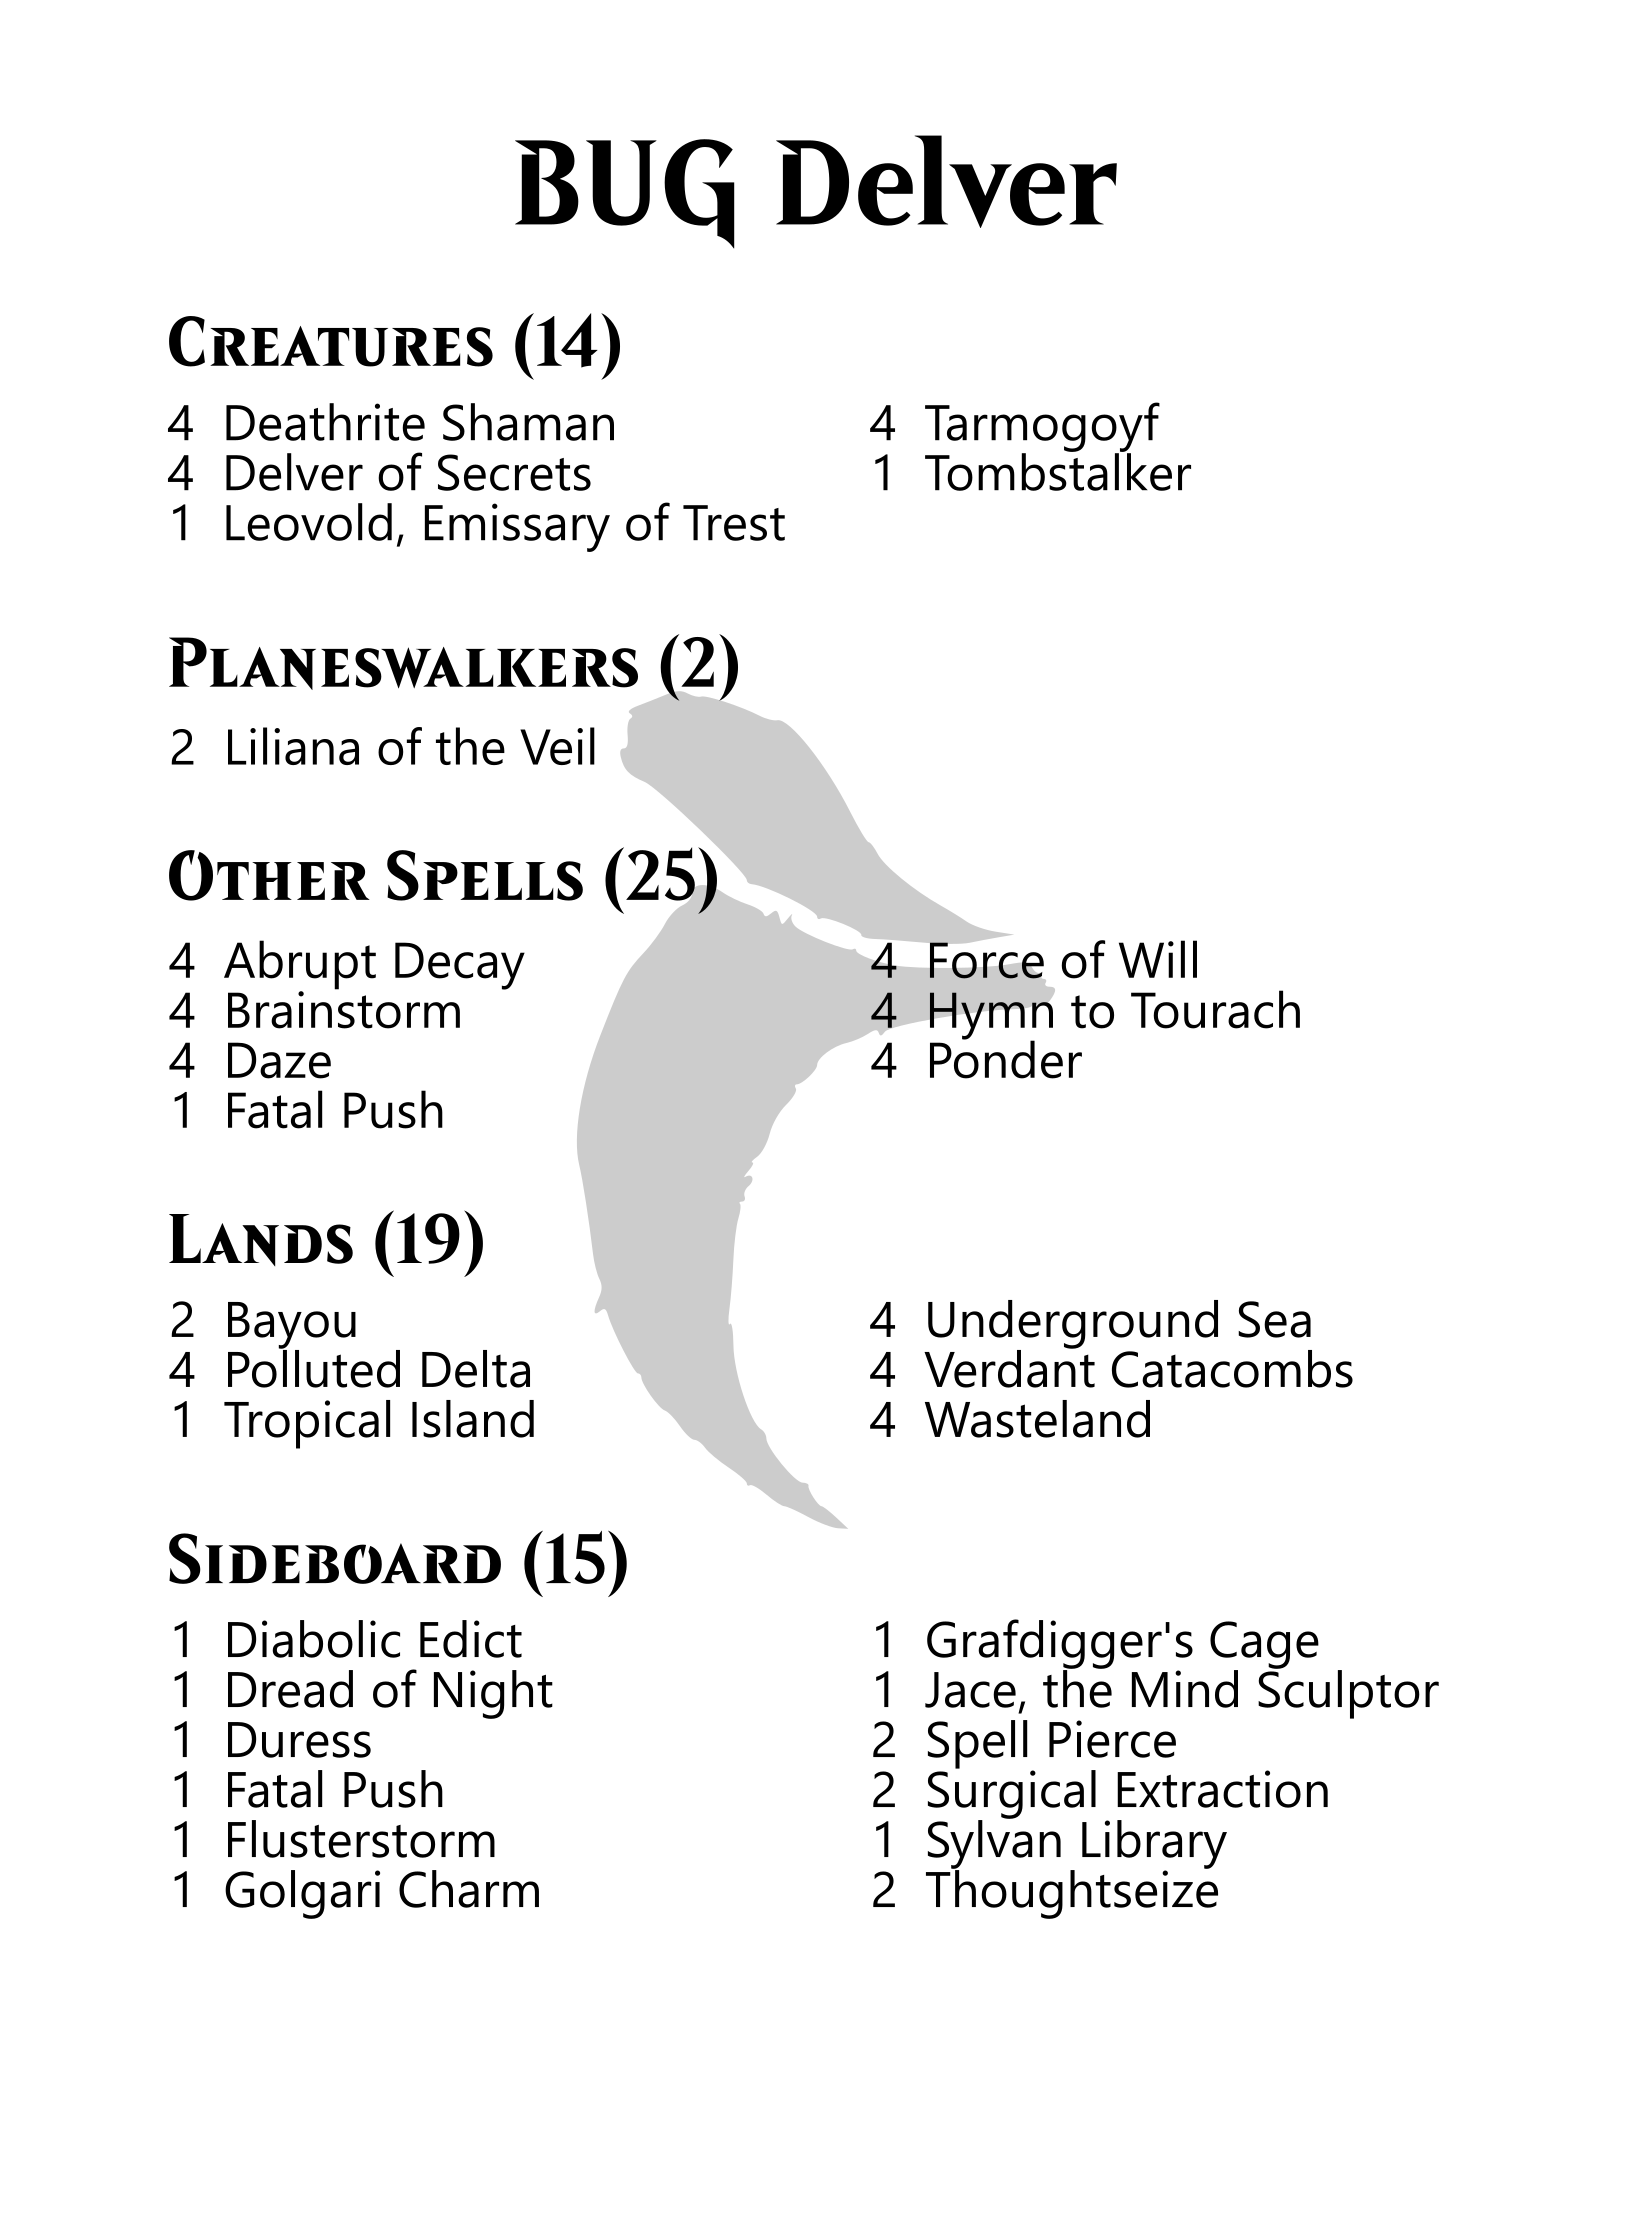 BUG Delver
Creatures (14)
4 Deathrite Shaman
4 Delver of Secrets
1 Leovold, Emissary of Trest
4 Tarmogoyf
1 Tombstalker
Planeswalkers (2)
2 Liliana of the Veil
Other Spells (25)
4 Abrupt Decay
4 Brainstorm
4 Daze
1 Fatal Push
4 Force of Will
4 Hymn to Tourach
4 Ponder
Lands (19)
2 Bayou
4 Polluted Delta
1 Tropical Island
4 Underground Sea
4 Verdant Catacombs
4 Wasteland
Sideboard (15)
1 Diabolic Edict
1 Dread of Night
1 Duress
1 Fatal Push
1 Flusterstorm
1 Golgari Charm
1 Grafdigger's Cage
1 Jace, the Mind Sculptor
2 Spell Pierce
2 Surgical Extraction
1 Sylvan Library
2 Thoughtseize